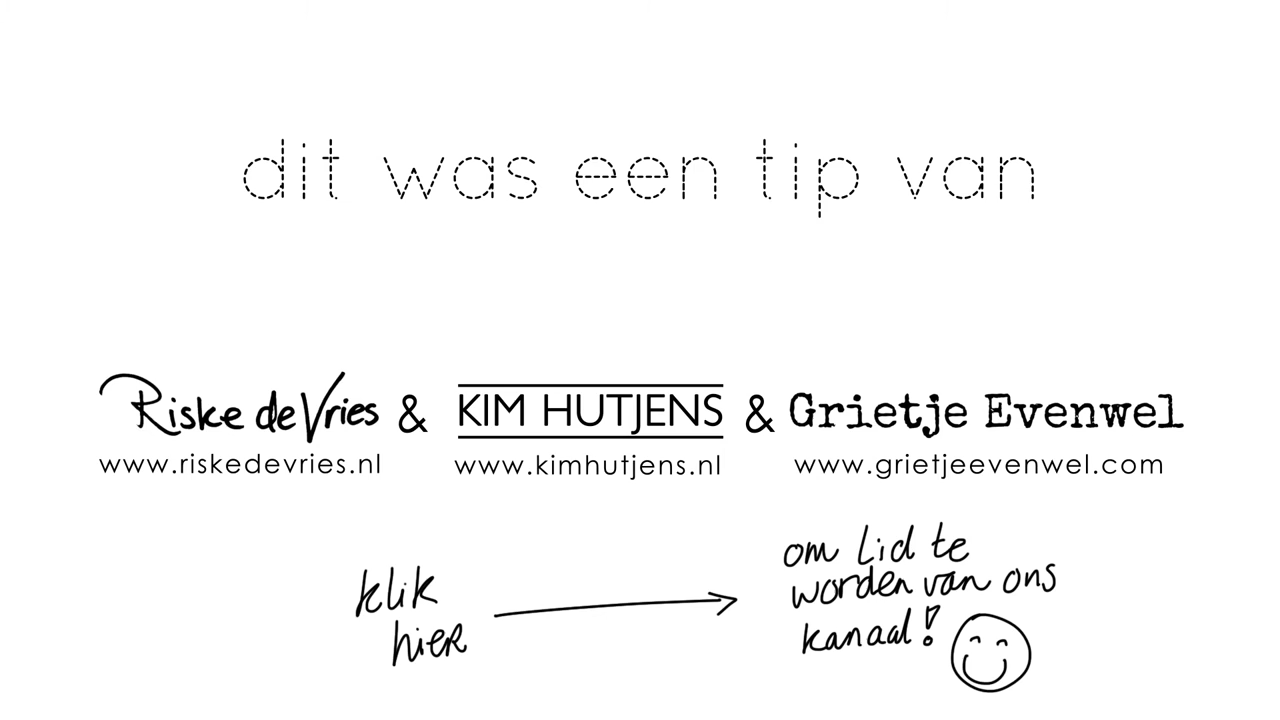 dit was een tip van
Riske de Vries & KIM HUTJENS & Grietje Evenwel
www.riskedevries.nl www.kimhutjens.nl www.grietjeevenwel.com
klik
hier
om lid te
worden van ons
kanaal!